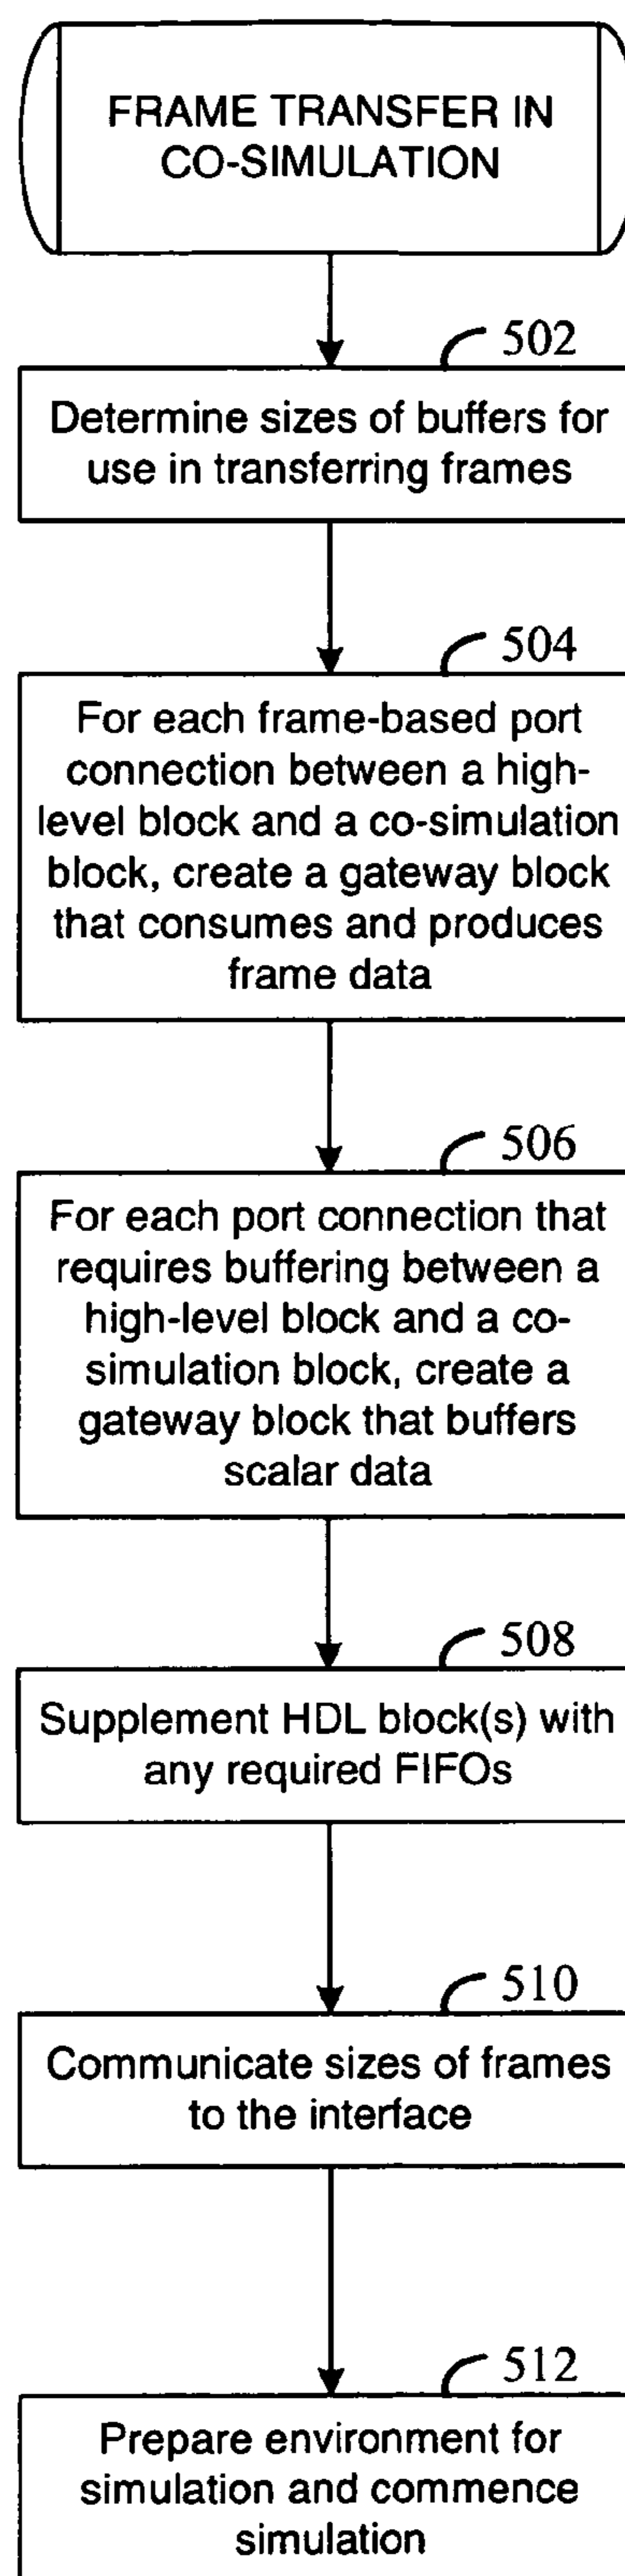 FRAME TRANSFER IN
CO-SIMULATION
502
Determine sizes of buffers for
use in transferring frames
504
For each frame-based port
connection between a high-
level block and a co-simulation
block, create a gateway block
that consumes and produces
frame data
506
For each port connection that
requires buffering between a
high-level block and a co-
simulation block, create a
gateway block that buffers
scalar data
508
Supplement HDL block(s) with
any required FIFOs
510
Communicate sizes of frames
to the interface
512
Prepare environment for
simulation and commence
simulation